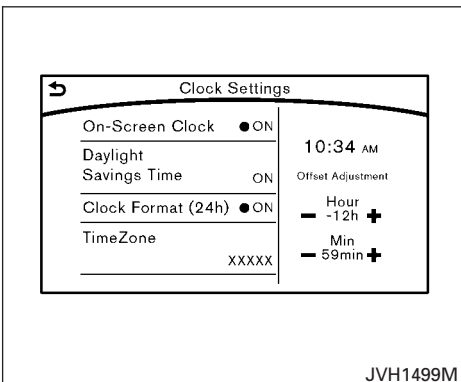 Clock Settings
On-Screen Clock ●ON
Daylight
Savings Time ON
Clock Format (24h) ●ON
TimeZone
XXXXX
10:34 AM
Offset Adjustment
Hour
-12h
Min
59min
JVH1499M